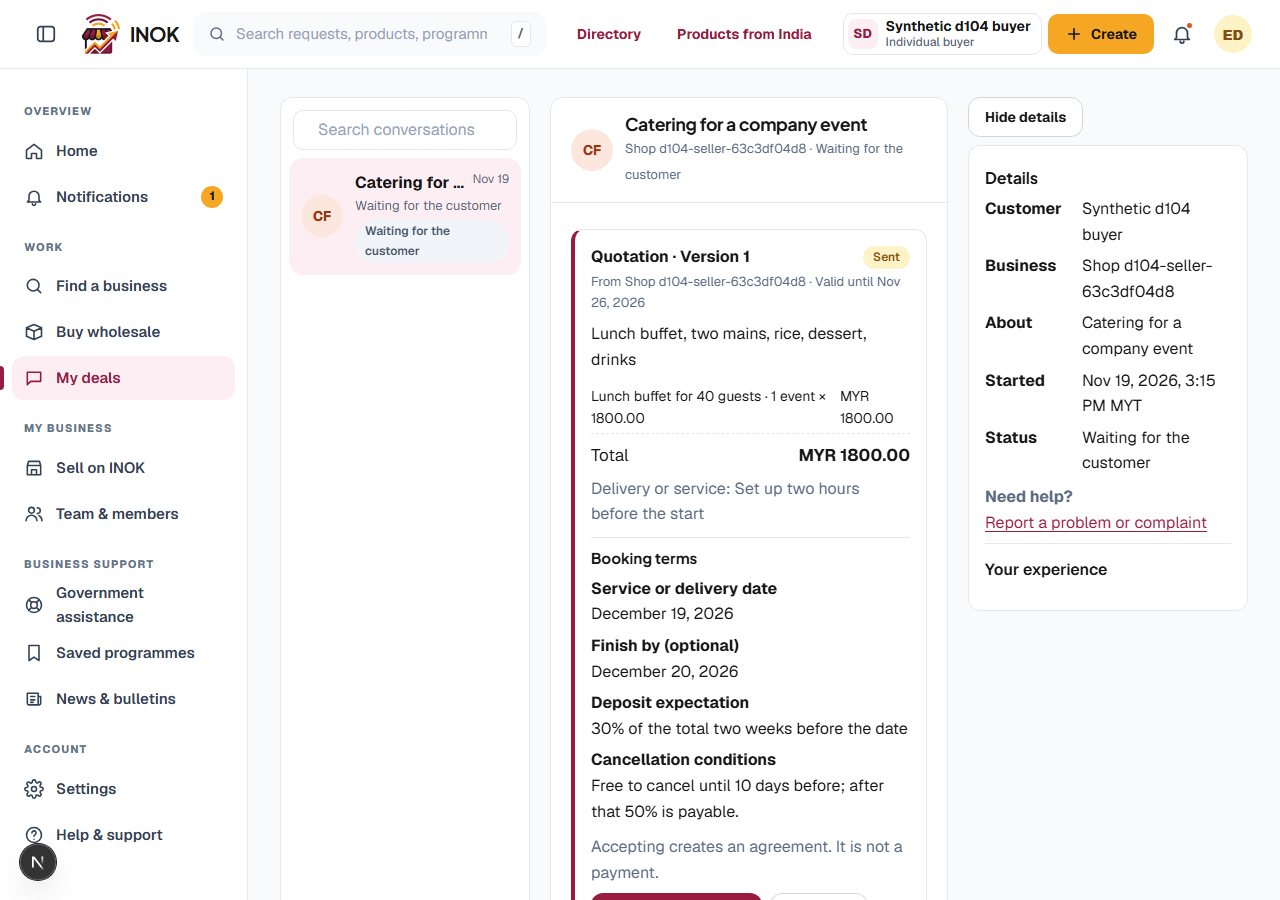 INOK
Search requests, products, programn
/
Directory
Products from India
SD
Synthetic d104 buyer
Individual buyer
+ Create
ED
OVERVIEW
Home
Notifications
1
WORK
Find a business
Buy wholesale
My deals
MY BUSINESS
Sell on INOK
Team & members
BUSINESS SUPPORT
Government
assistance
Saved programmes
News & bulletins
ACCOUNT
Settings
Help & support
N
Search conversations
CF
Catering for ...
Nov 19
Waiting for the customer
Waiting for the
customer
CF
Catering for a company event
Shop d104-seller-63c3df04d8 · Waiting for the
customer
Quotation · Version 1
Sent
From Shop d104-seller-63c3df04d8 · Valid until Nov
26, 2026
Lunch buffet, two mains, rice, dessert,
drinks
Lunch buffet for 40 guests · 1 event ×
1800.00
MYR
1800.00
Total
MYR 1800.00
Delivery or service: Set up two hours
before the start
Booking terms
Service or delivery date
December 19, 2026
Finish by (optional)
December 20, 2026
Deposit expectation
30% of the total two weeks before the date
Cancellation conditions
Free to cancel until 10 days before; after
that 50% is payable.
Accepting creates an agreement. It is not a
payment.
Hide details
Details
Customer
Synthetic d104
buyer
Business
Shop d104-seller-
63c3df04d8
About
Catering for a
company event
Started
Nov 19, 2026, 3:15
PM MYT
Status
Waiting for the
customer
Need help?
Report a problem or complaint
Your experience